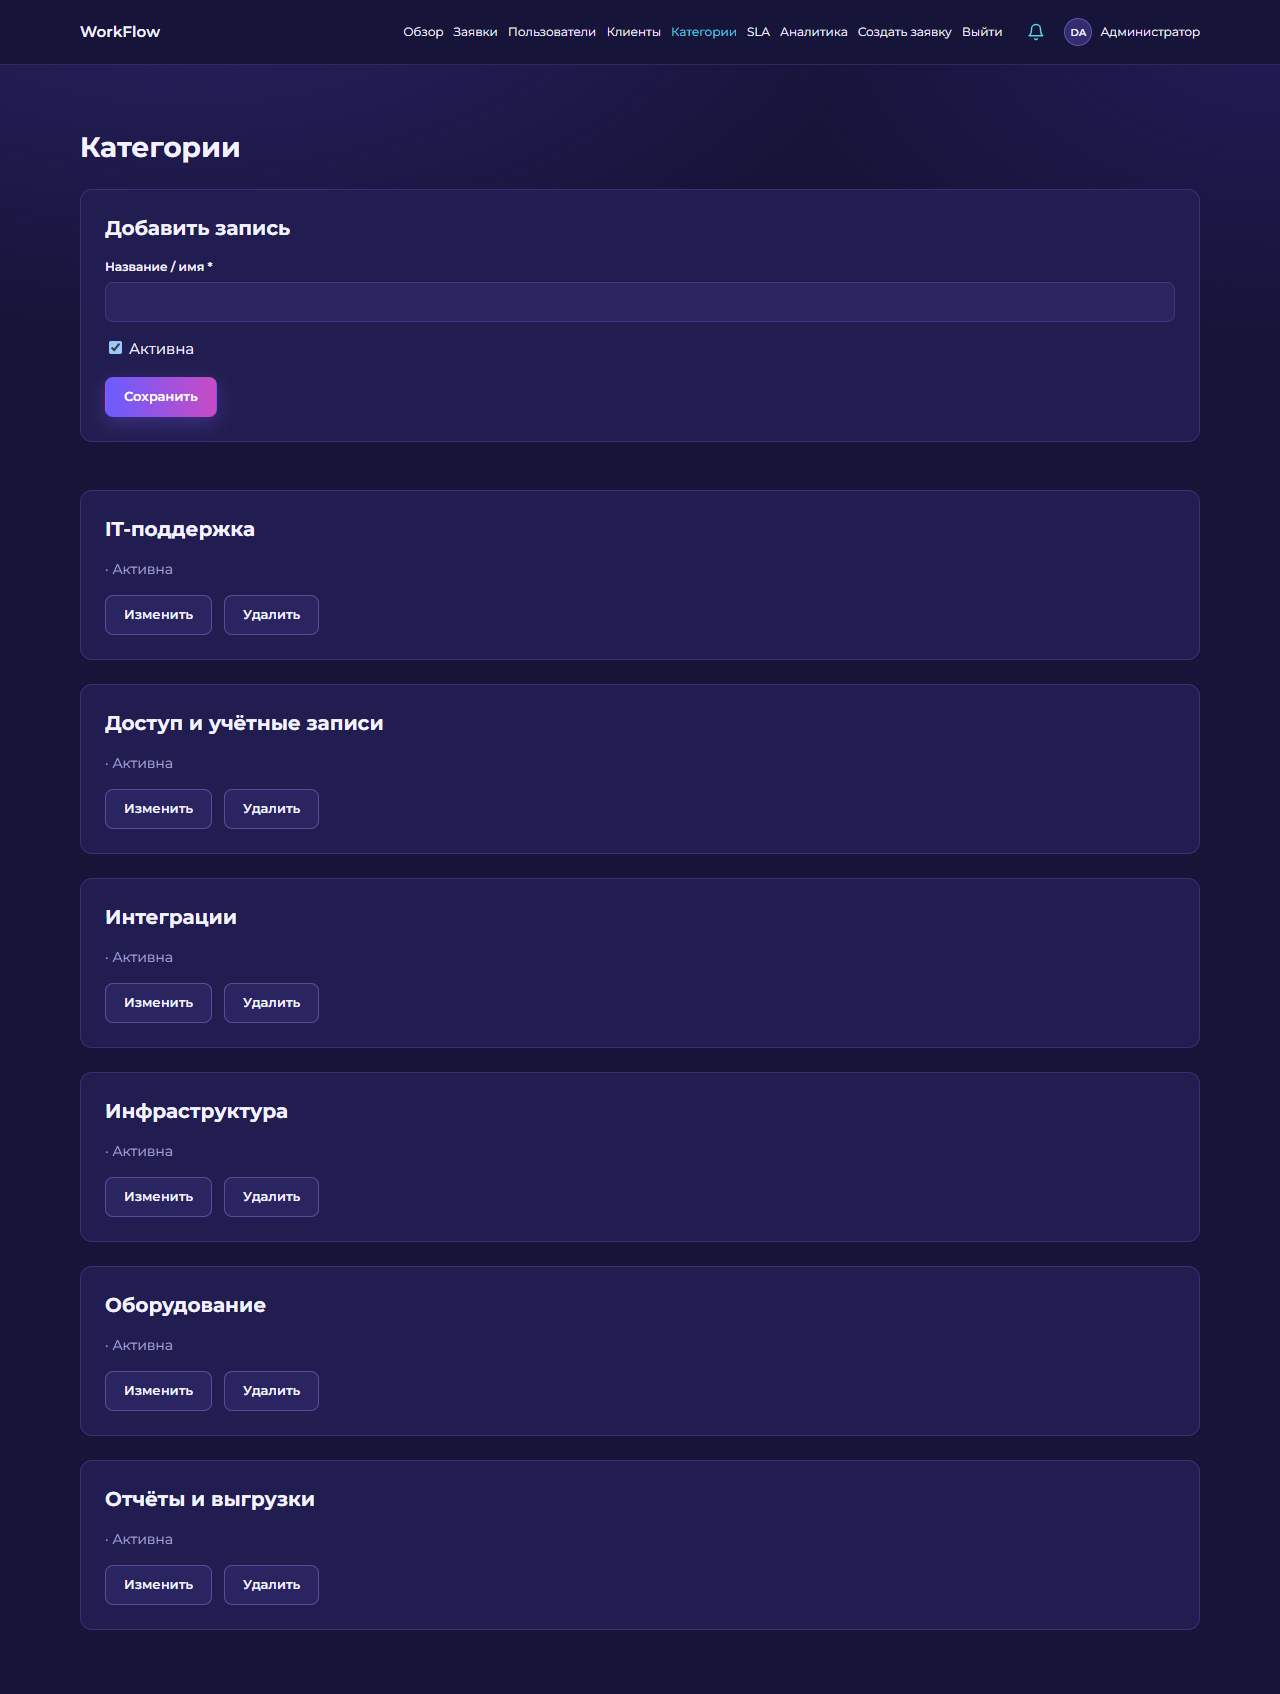 WorkFlow Обзор Заявки Пользователи Клиенты Категории SLA Аналитика Создать заявку Выйти DA Администратор
Категории
Добавить запись
Название / имя *
Активна
Сохранить
IT-поддержка
· Активна
Изменить Удалить
Доступ и учётные записи
· Активна
Изменить Удалить
Интеграции
· Активна
Изменить Удалить
Инфраструктура
· Активна
Изменить Удалить
Оборудование
· Активна
Изменить Удалить
Отчёты и выгрузки
· Активна
Изменить Удалить